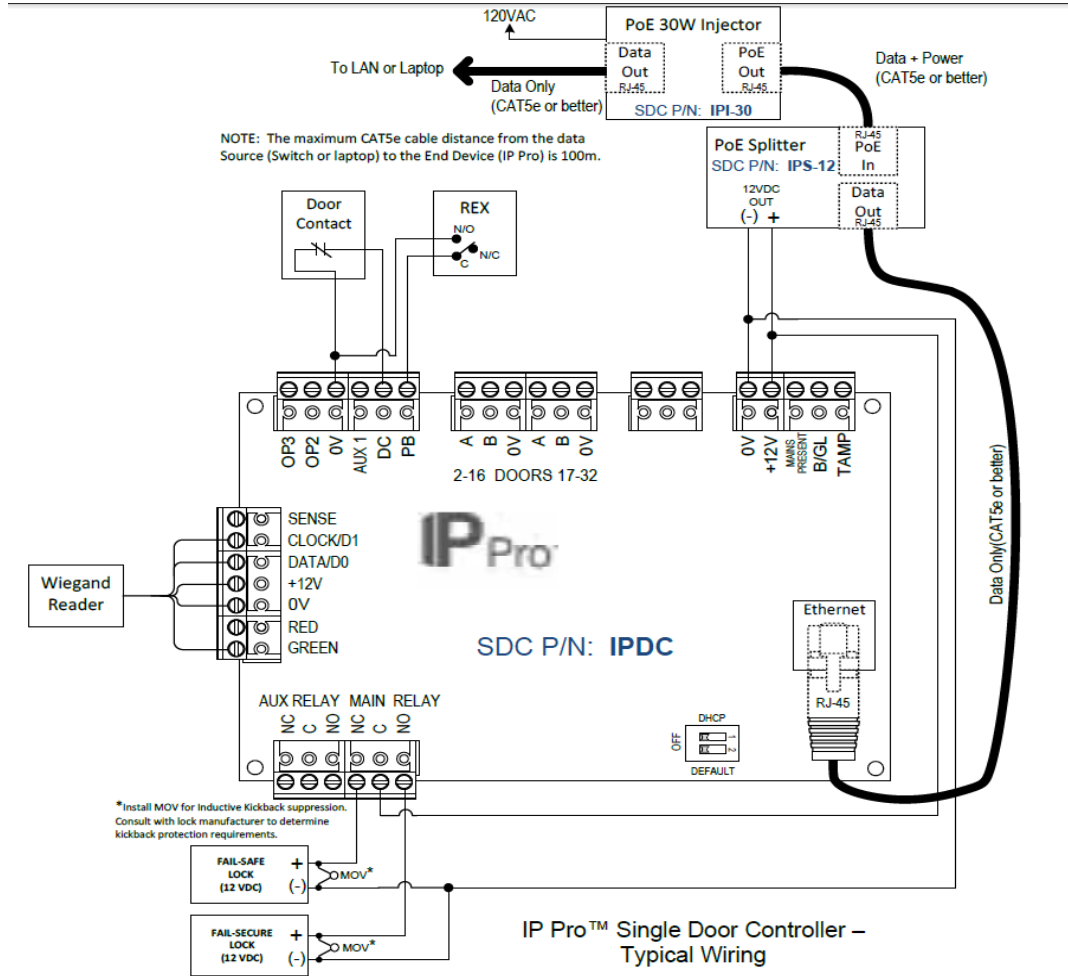 120VAC
PoE 30W Injector
Data
Out
RJ-45
PoE
Out
RJ-45
SDC P/N: IPI-30
To LAN or Laptop
Data Only
(CAT5e or better)
Data + Power
(CAT5e or better)
NOTE: The maximum CAT5e cable distance from the data
Source (Switch or laptop) to the End Device (IP Pro) is 100m.
PoE Splitter
SDC P/N: IPS-12
RJ-45
PoE
In
12VDC
OUT
(-) +
Data
Out
RJ-45
Door
Contact
REX
N/O
N/C
C
OP3
OP2
0V
AUX 1
DC
PB
A
B
0V
A
B
0V
2-16 DOORS 17-32
0V
+12V
MAINS
PRESENT
B/GL
TAMP
Data Only(CAT5e or better)
SENSE
CLOCK/D1
DATA/D0
+12V
0V
RED
GREEN
IP Pro
Wiegand
Reader
SDC P/N: IPDC
Ethernet
RJ-45
AUX RELAY MAIN RELAY
NC
C
NO
NC
C
NO
DHCP
OFF
1
2
DEFAULT
*Install MOV for Inductive Kickback suppression.
Consult with lock manufacturer to determine
kickback protection requirements.
FAIL-SAFE
LOCK
(12 VDC)
+
(-)
MOV*
FAIL-SECURE
LOCK
(12 VDC)
+
(-)
MOV*
IP Pro™ Single Door Controller –
Typical Wiring